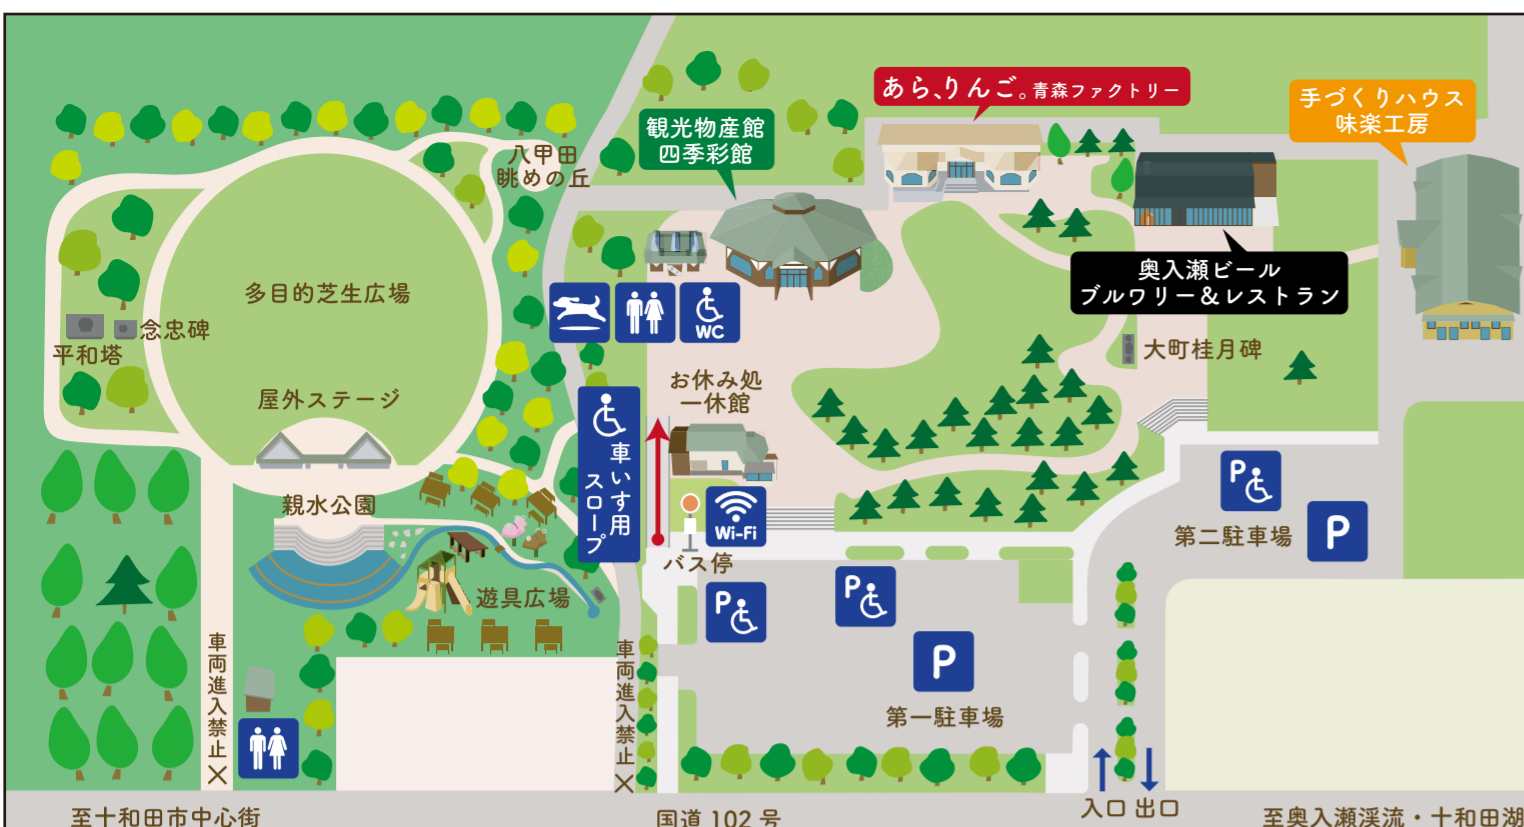 あら、りんご。青森ファクトリー
手づくりハウス
味楽工房
観光物産館
四季彩館
八甲田
眺めの丘
奥入瀬ビール
ブルワリー＆レストラン
多目的芝生広場
念忠碑
平和塔
WC
大町桂月碑
お休み処
一休館
屋外ステージ
車いす用
スロープ
P
第二駐車場
P
親水公園
Wi-Fi
バス停
P
P
遊具広場
車両進入禁止
車両進入禁止
P
第一駐車場
入口 出口
至十和田市中心街
国道 102 号
至奥入瀬渓流・十和田湖